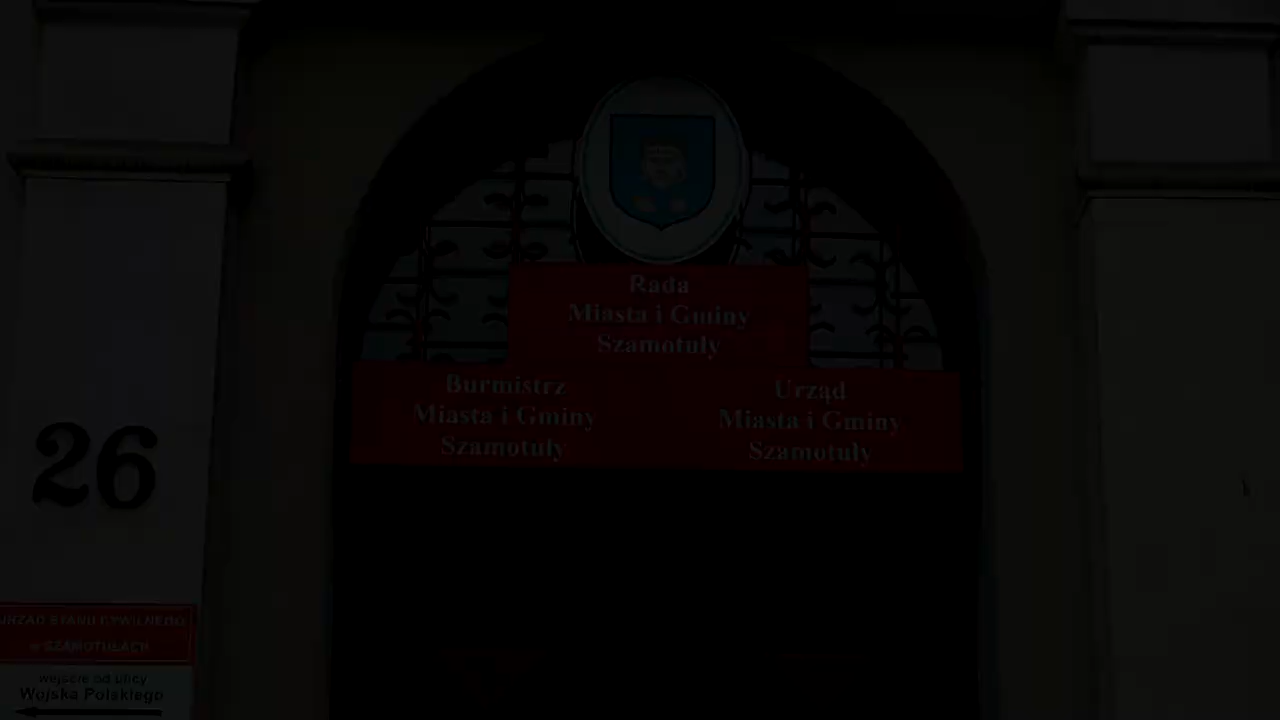 Rada
Miasta i Gminy
Szamotuły
Burmistrz
Miasta i Gminy
Szamotuły
Urząd
Miasta i Gminy
Szamotuły
26
URZĄD STANU CYWILNEGO
w SZAMOTUŁACH
wejście od ulicy
Wojska Polskiego